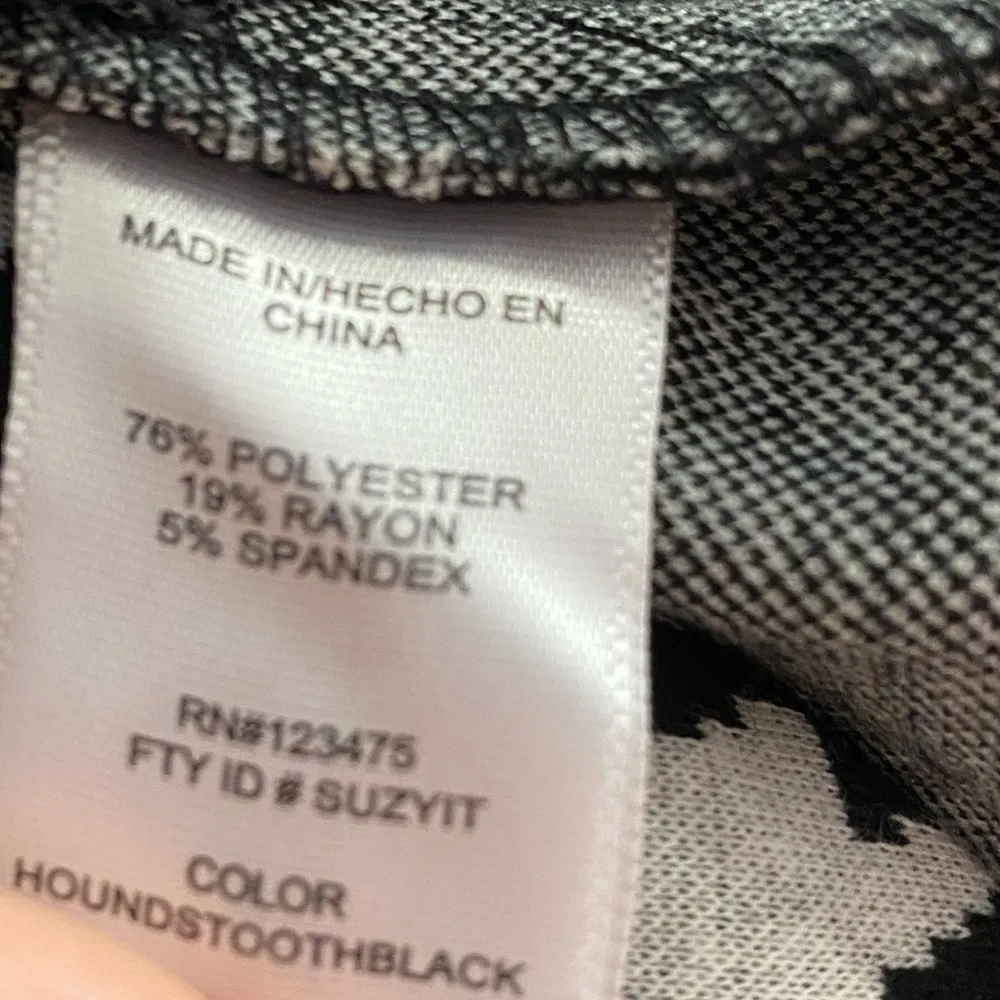 MADE IN/HECHO EN
CHINA
76% POLYESTER
19% RAYON
5% SPANDEX
RN#123475
FTY ID # SUZYIT
COLOR
HOUNDSTOOTHBLACK